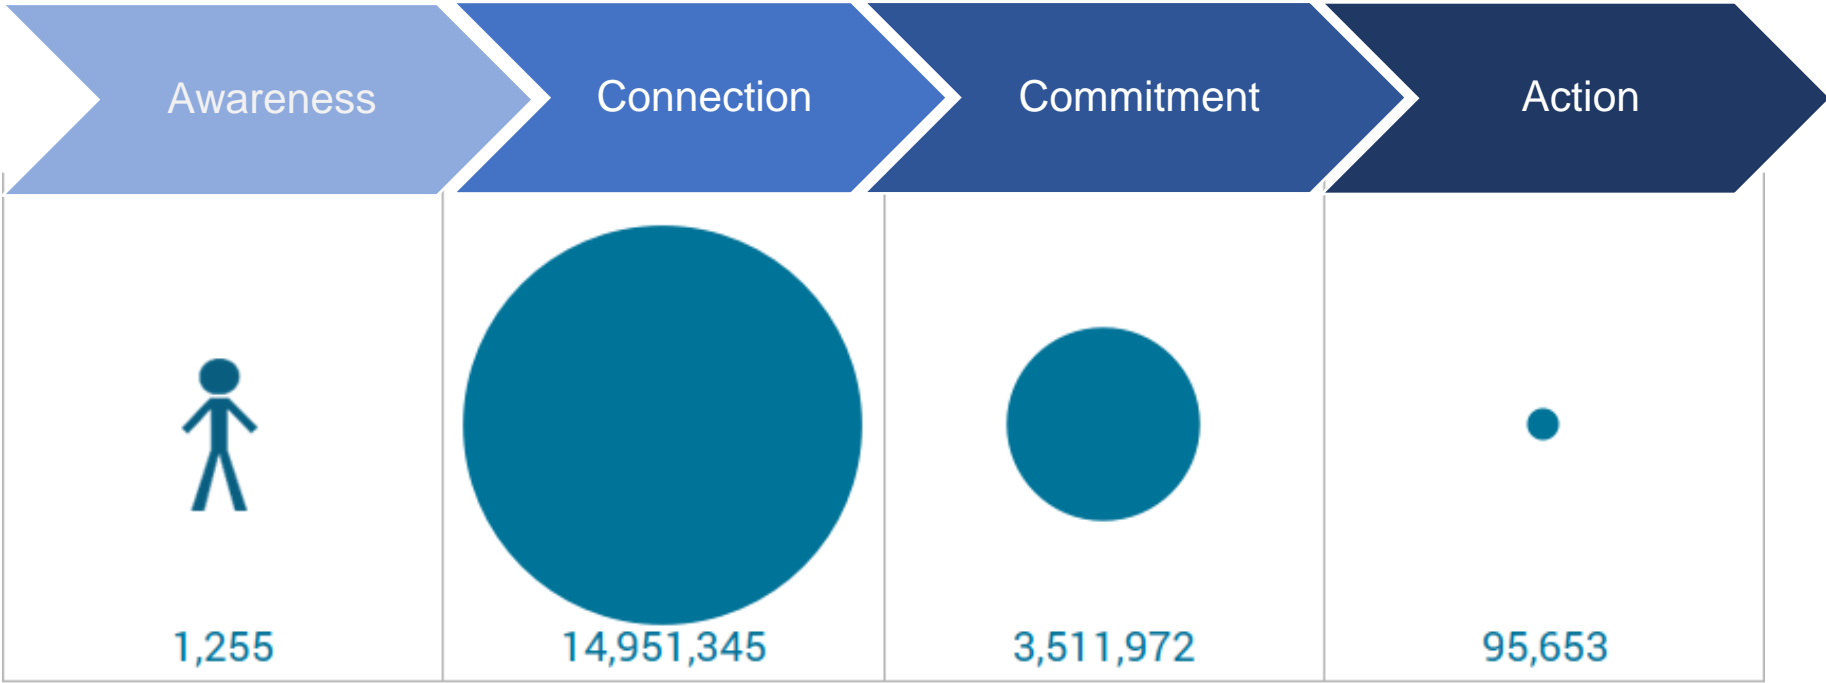 Awareness
Connection
Commitment
Action
1,255
14,951,345
3,511,972
95,653